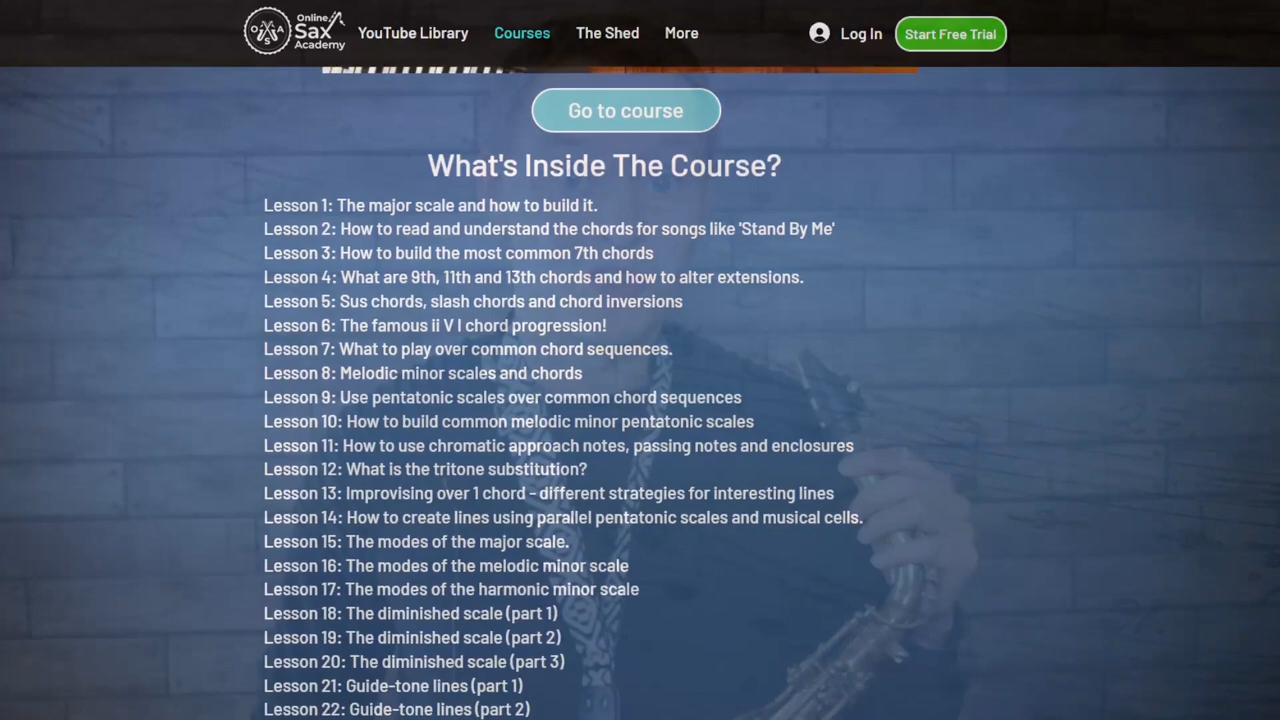 Online
Sax
Academy
O
S
A
YouTube Library
Courses
The Shed
More
Log In
Start Free Trial
Go to course
What's Inside The Course?
Lesson 1: The major scale and how to build it.
Lesson 2: How to read and understand the chords for songs like 'Stand By Me'
Lesson 3: How to build the most common 7th chords
Lesson 4: What are 9th, 11th and 13th chords and how to alter extensions.
Lesson 5: Sus chords, slash chords and chord inversions
Lesson 6: The famous ii V I chord progression!
Lesson 7: What to play over common chord sequences.
Lesson 8: Melodic minor scales and chords
Lesson 9: Use pentatonic scales over common chord sequences
Lesson 10: How to build common melodic minor pentatonic scales
Lesson 11: How to use chromatic approach notes, passing notes and enclosures
Lesson 12: What is the tritone substitution?
Lesson 13: Improvising over 1 chord - different strategies for interesting lines
Lesson 14: How to create lines using parallel pentatonic scales and musical cells.
Lesson 15: The modes of the major scale.
Lesson 16: The modes of the melodic minor scale
Lesson 17: The modes of the harmonic minor scale
Lesson 18: The diminished scale (part 1)
Lesson 19: The diminished scale (part 2)
Lesson 20: The diminished scale (part 3)
Lesson 21: Guide-tone lines (part 1)
Lesson 22: Guide-tone lines (part 2)